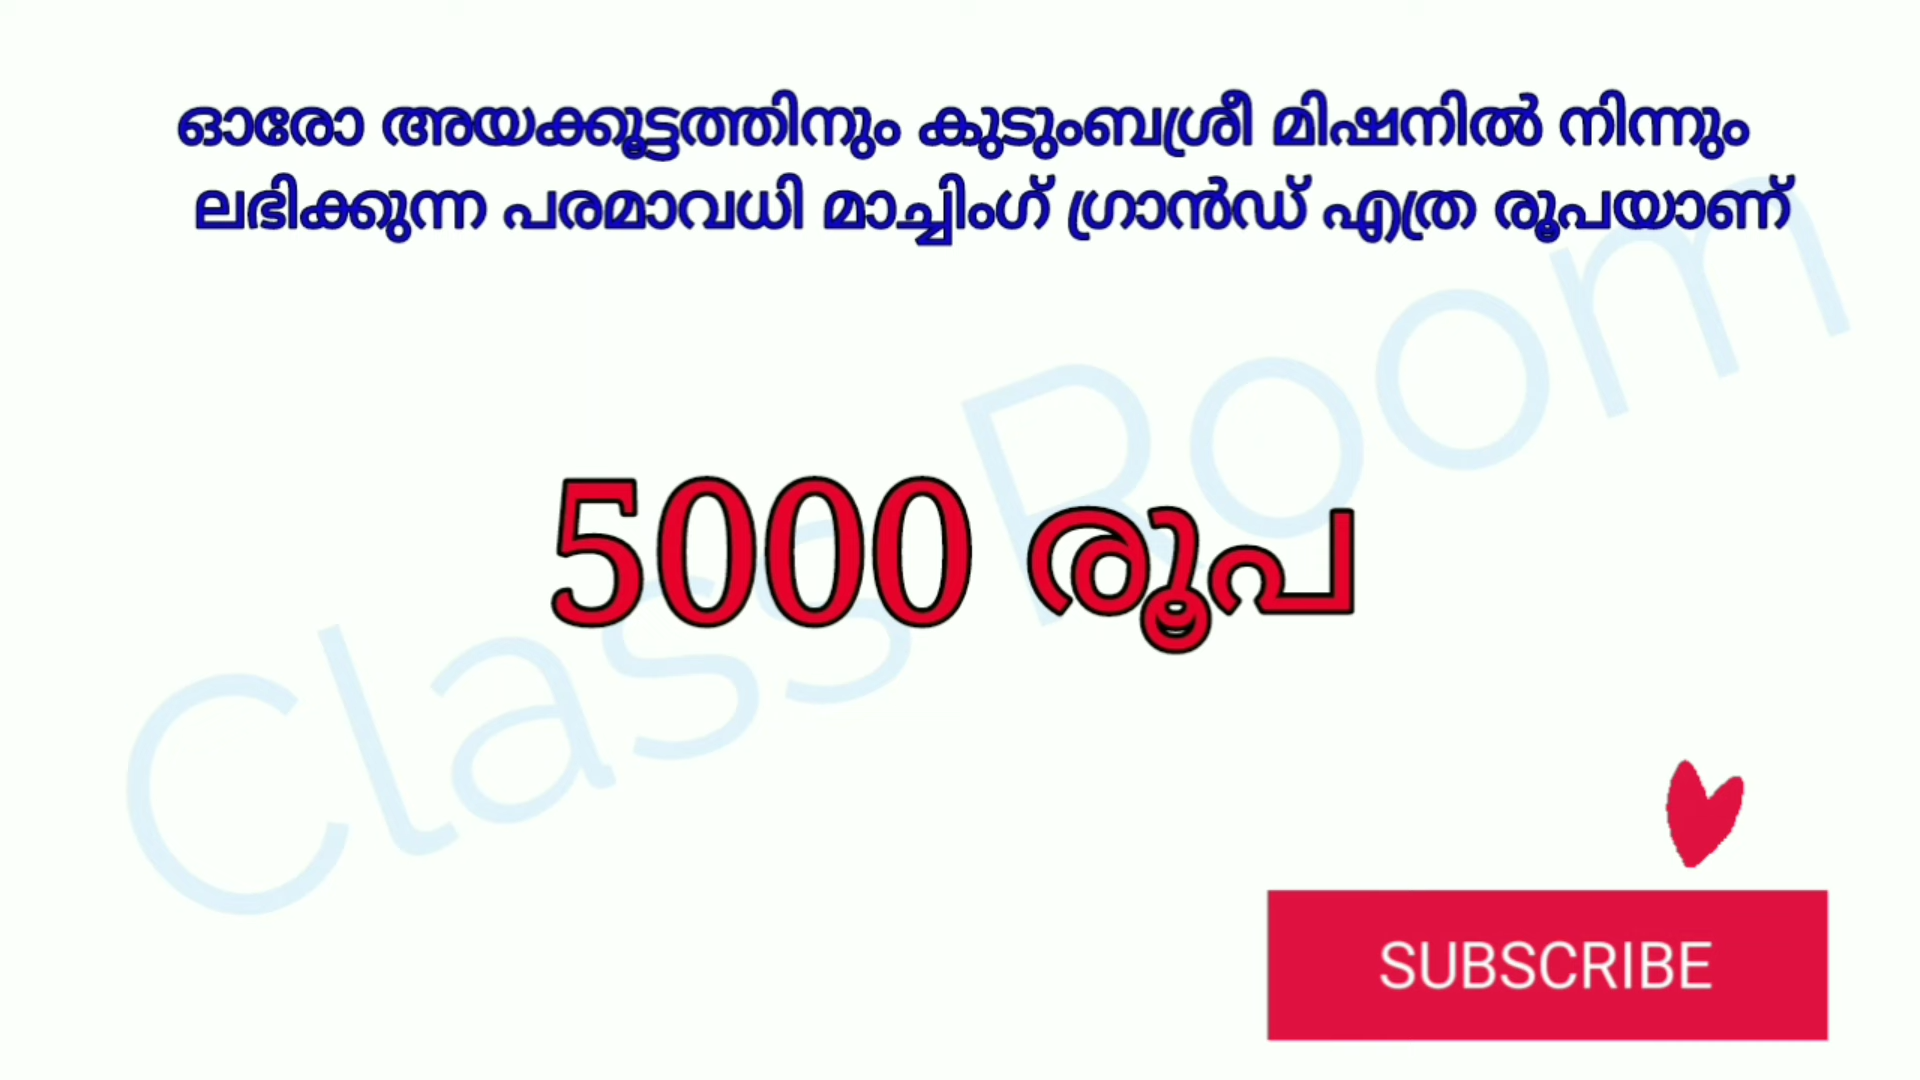 ഓരോ അയക്കൂട്ടത്തിനും കുടുംബശ്രീ മിഷനിൽ നിന്നും
ലഭിക്കുന്ന പരമാവധി മാച്ചിംഗ് ഗ്രാൻഡ് എത്ര രൂപയാണ്
5000 രൂപ
Class Room
SUBSCRIBE